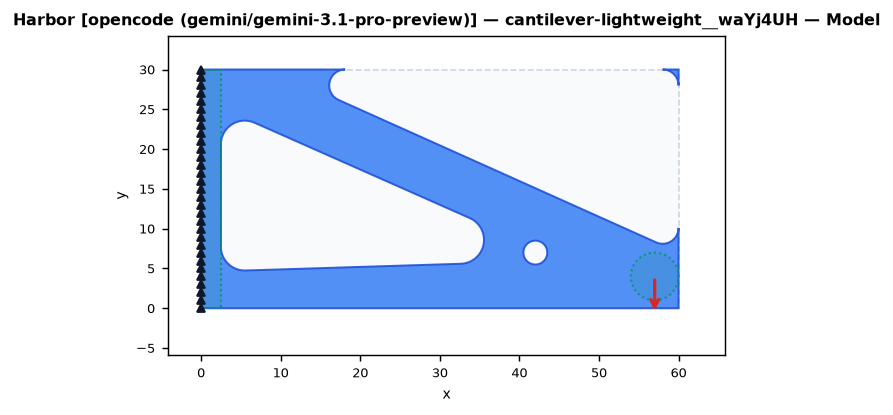 Harbor [opencode (gemini/gemini-3.1-pro-preview)] — cantilever-lightweight__waYj4UH — Model
30
25
20
15
10
5
0
−5
y
0 10 20 30 40 50 60
x